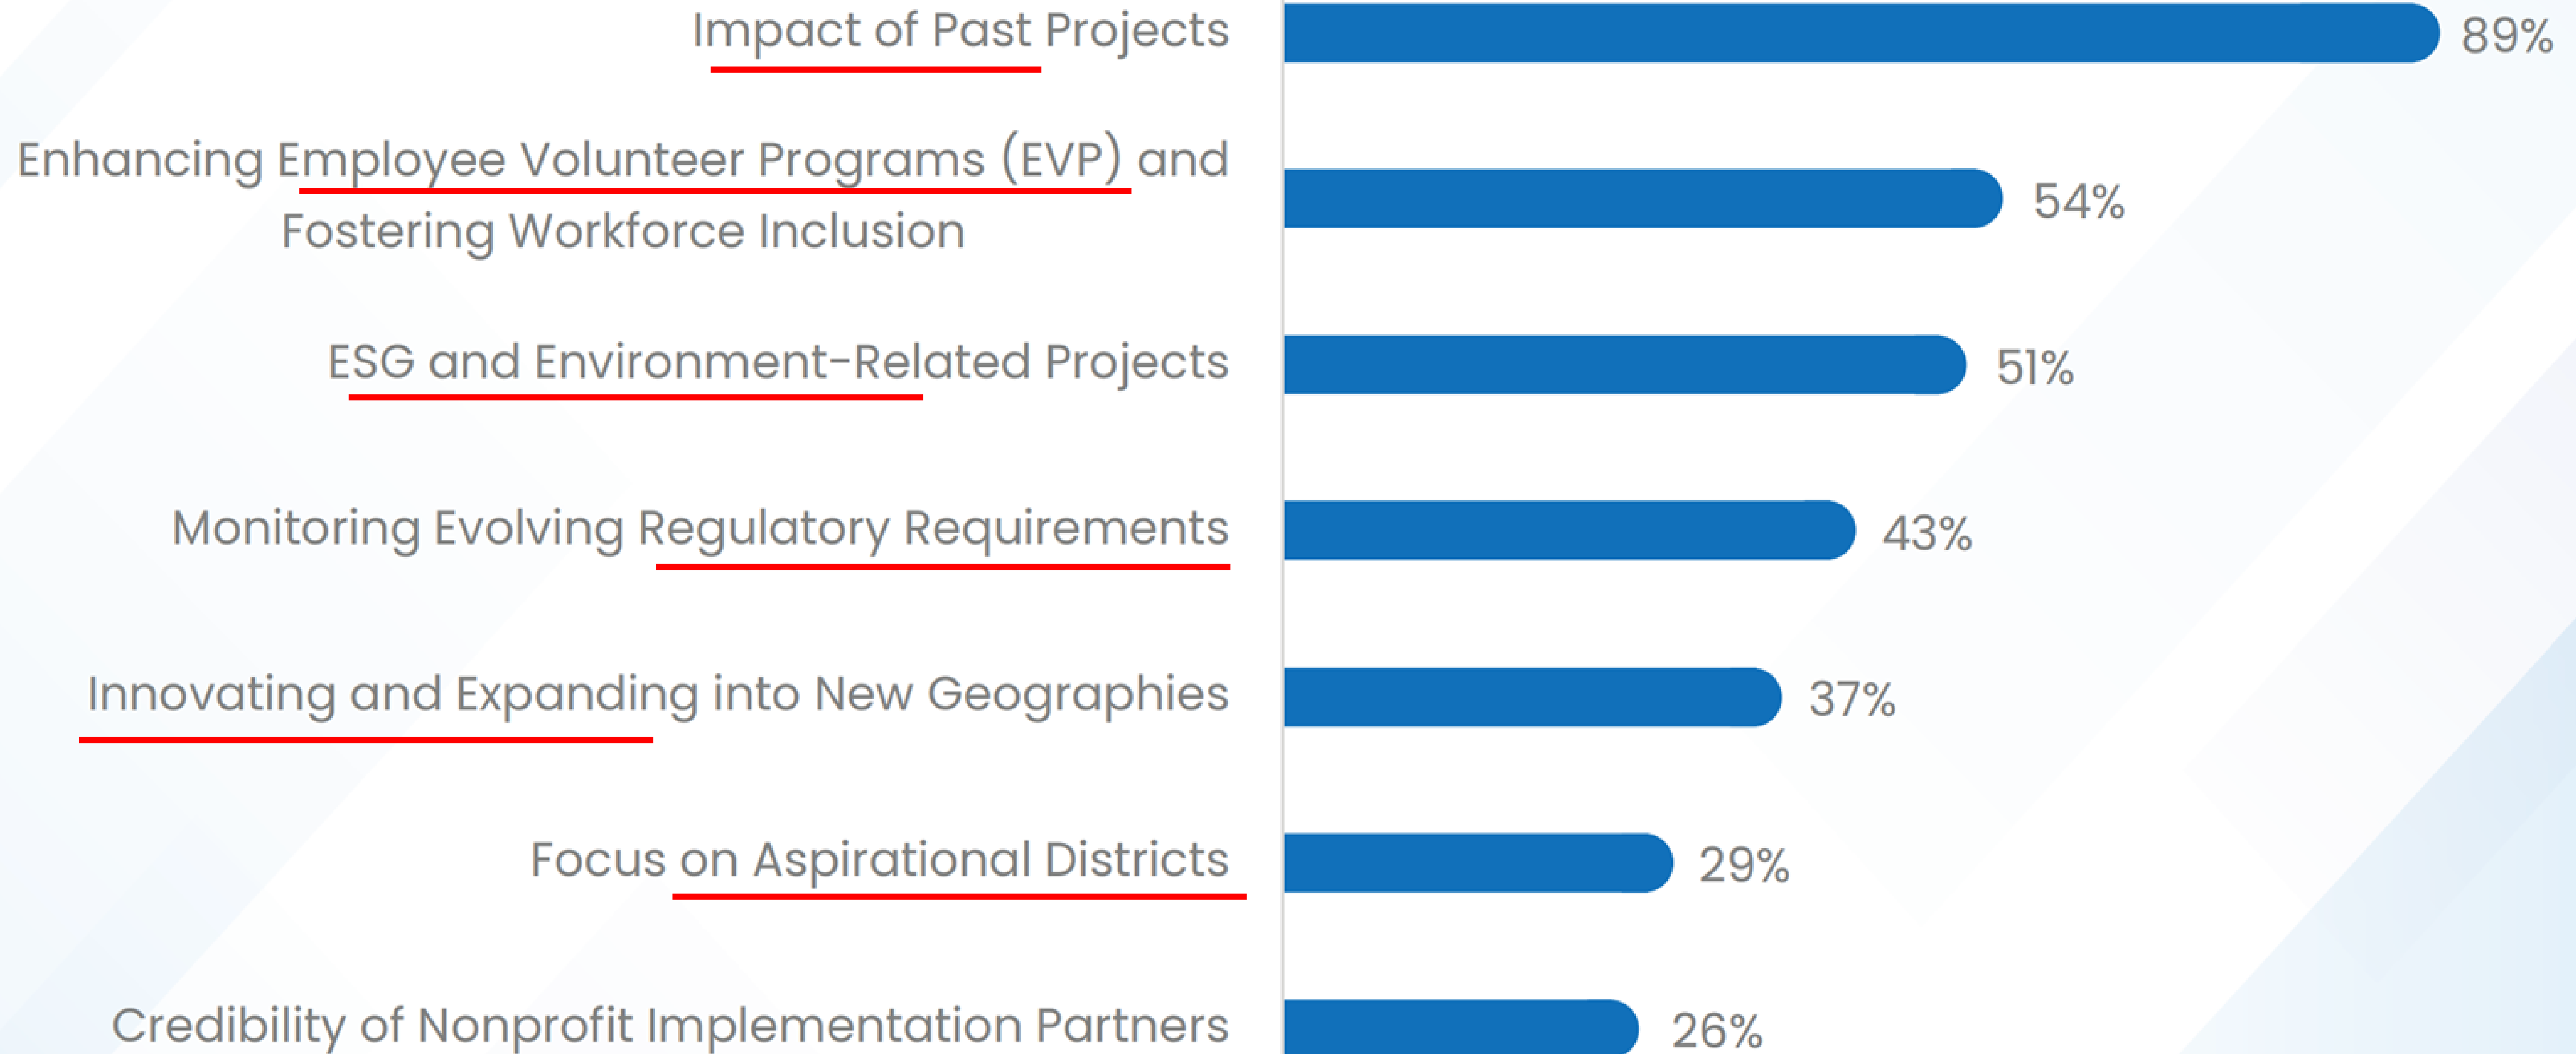 Impact of Past Projects 89%
Enhancing Employee Volunteer Programs (EVP) and
Fostering Workforce Inclusion 54%
ESG and Environment-Related Projects 51%
Monitoring Evolving Regulatory Requirements 43%
Innovating and Expanding into New Geographies 37%
Focus on Aspirational Districts 29%
Credibility of Nonprofit Implementation Partners 26%